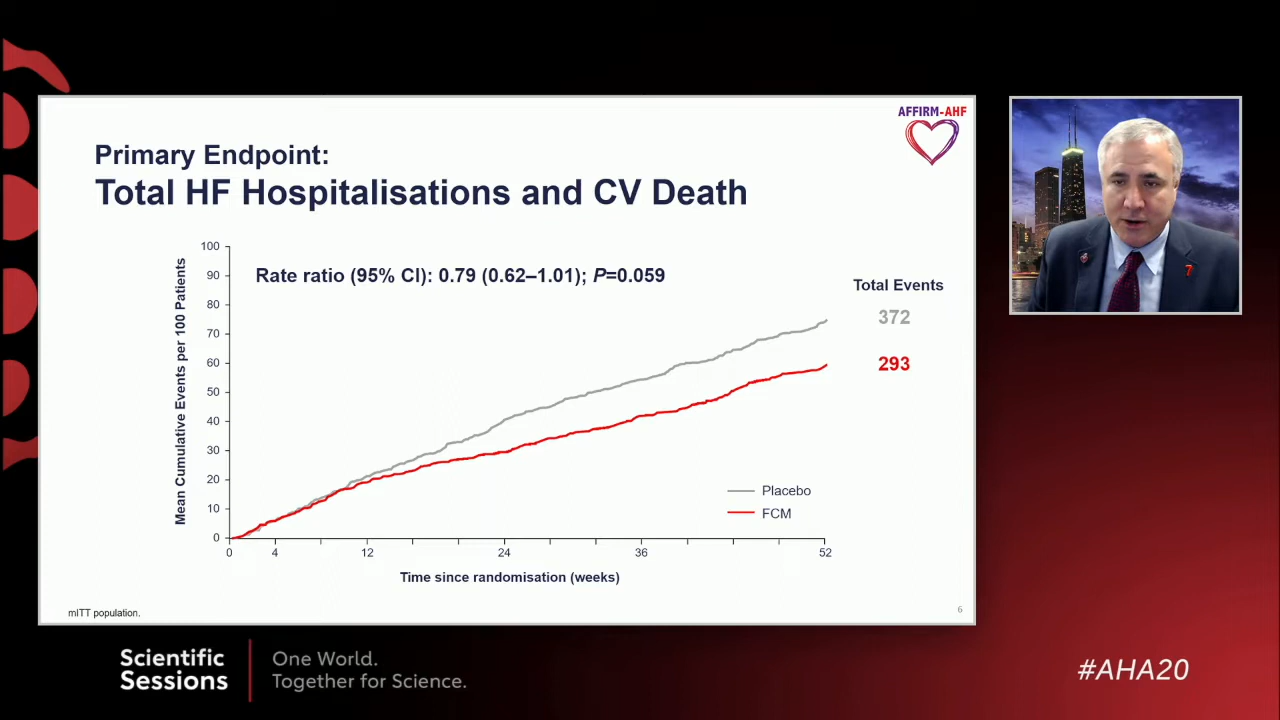 AFFIRM-AHF
Primary Endpoint:
Total HF Hospitalisations and CV Death
Mean Cumulative Events per 100 Patients
100
90
80
70
60
50
40
30
20
10
0
Rate ratio (95% CI): 0.79 (0.62–1.01); P=0.059
Total Events
372
293
Placebo
FCM
0 4 12 24 36 52
Time since randomisation (weeks)
mITT population.
6
7
Scientific
Sessions
One World.
Together for Science.
#AHA20